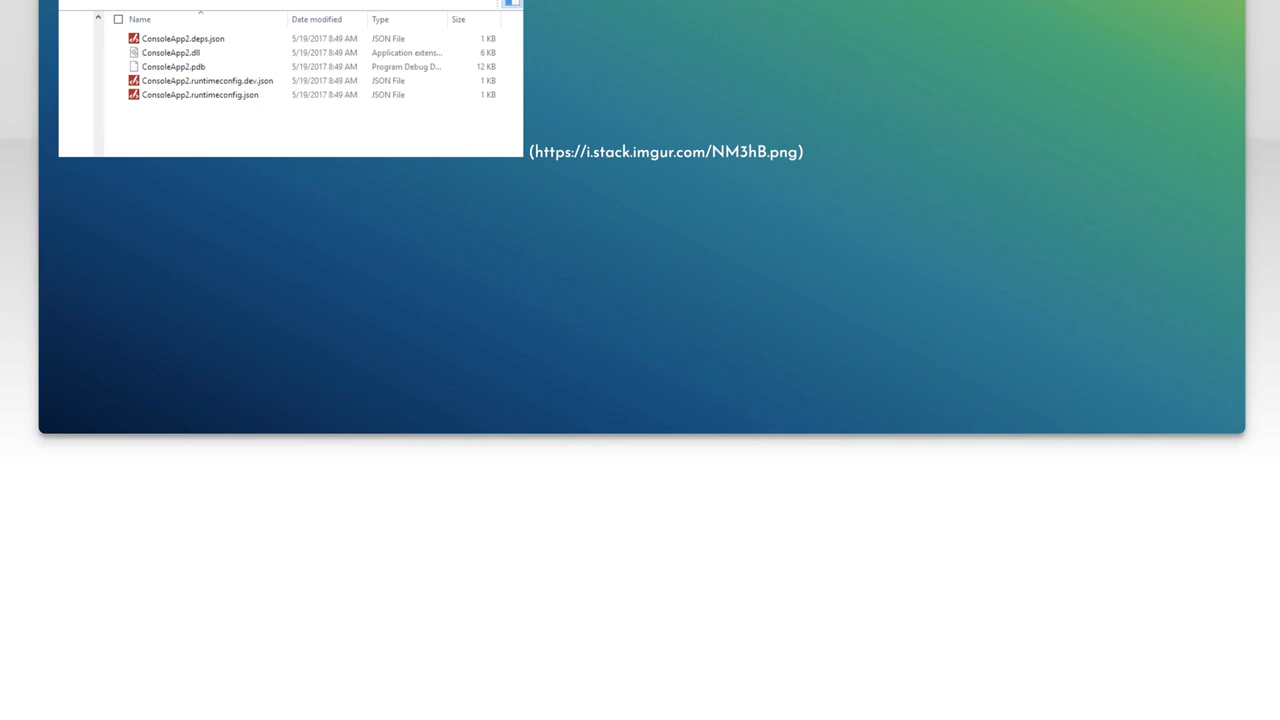 Name Date modified Type Size
ConsoleApp2.deps.json 5/19/2017 8:49 AM JSON File 1 KB
ConsoleApp2.dll 5/19/2017 8:49 AM Application extens... 6 KB
ConsoleApp2.pdb 5/19/2017 8:49 AM Program Debug D... 12 KB
ConsoleApp2.runtimeconfig.dev.json 5/19/2017 8:49 AM JSON File 1 KB
ConsoleApp2.runtimeconfig.json 5/19/2017 8:49 AM JSON File 1 KB
(https://i.stack.imgur.com/NM3hB.png)